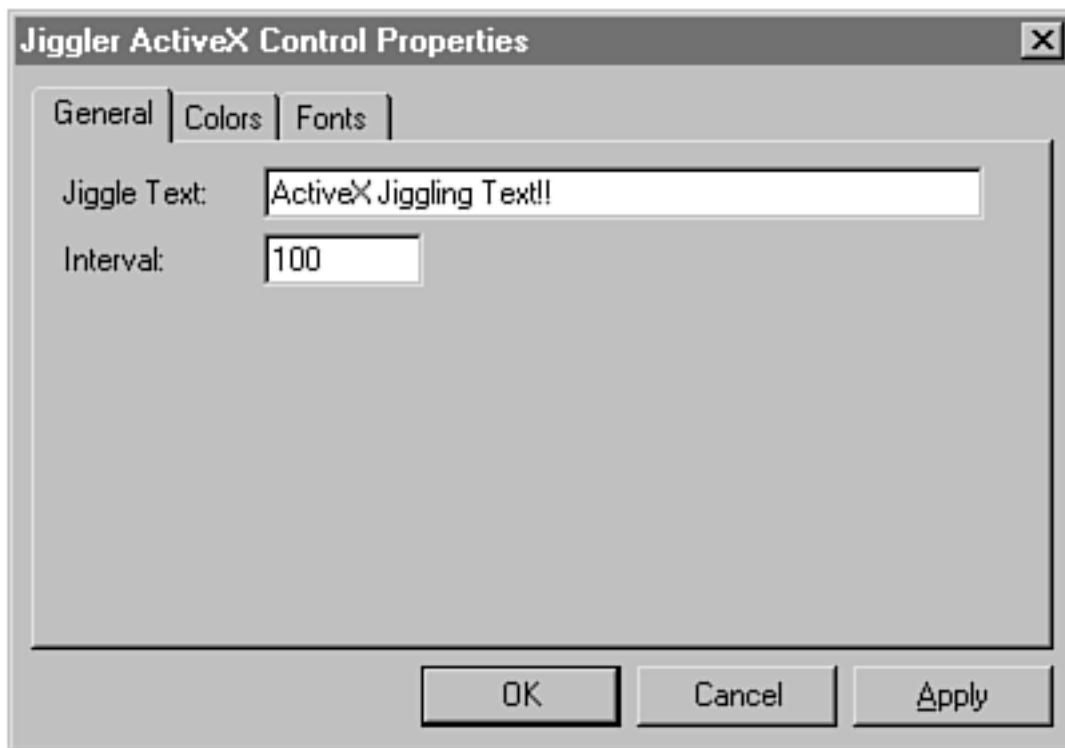 Jiggler ActiveX Control Properties
General Colors Fonts
Jiggle Text: ActiveX Jiggling Text!!
Interval: 100
OK Cancel Apply